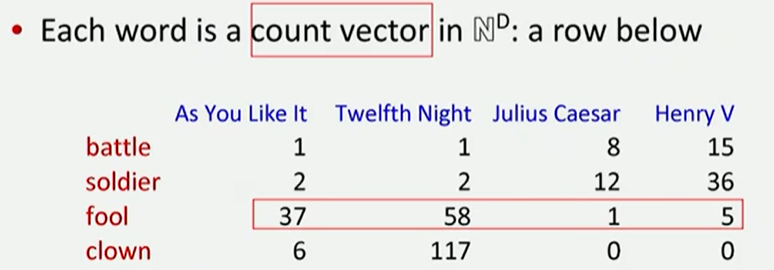 • Each word is a count vector in ℕᴰ: a row below
As You Like It Twelfth Night Julius Caesar Henry V
battle 1 1 8 15
soldier 2 2 12 36
fool 37 58 1 5
clown 6 117 0 0